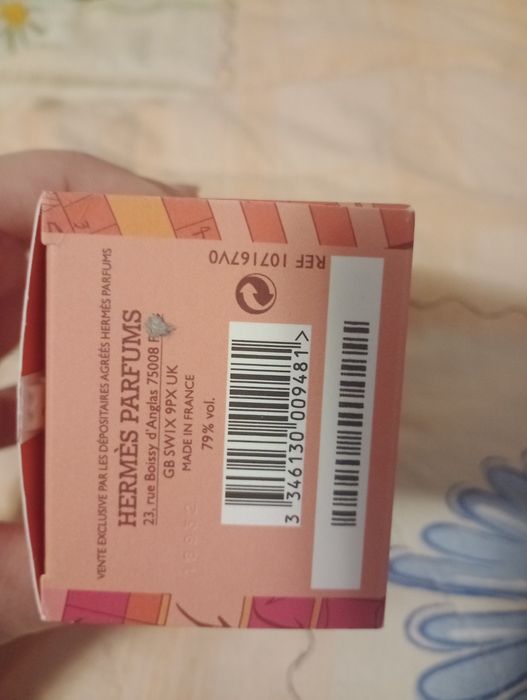 VENTE EXCLUSIVE PAR LES DÉPOSITAIRES AGRÉÉS HERMÈS PARFUMS
HERMÈS PARFUMS
23, rue Boissy d'Anglas 75008
GB SWIX 9PX UK
MADE IN FRANCE
79% vol.
3 346130 009481 >
REF 107167V0